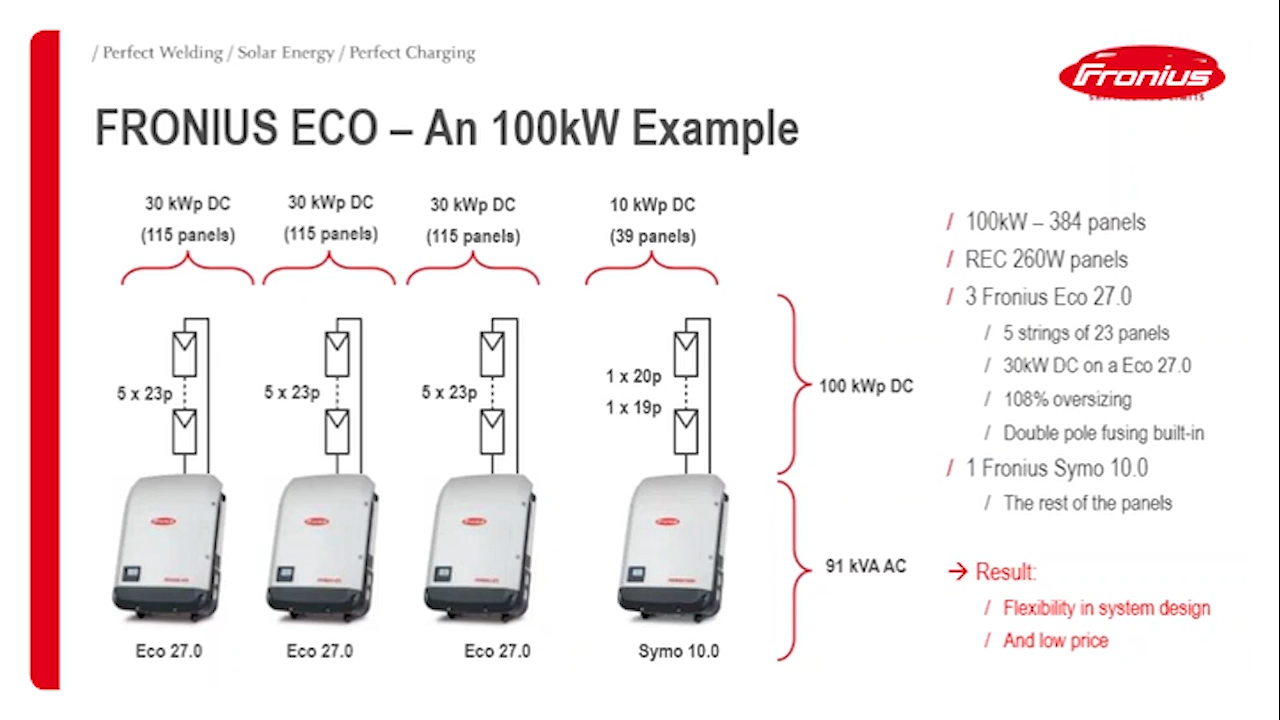 / Perfect Welding / Solar Energy / Perfect Charging
Fronius
FRONIUS ECO – An 100kW Example
30 kWp DC
(115 panels)
30 kWp DC
(115 panels)
30 kWp DC
(115 panels)
10 kWp DC
(39 panels)
5 x 23p
5 x 23p
5 x 23p
1 x 20p
1 x 19p
100 kWp DC
91 kVA AC
Eco 27.0
Eco 27.0
Eco 27.0
Symo 10.0
/ 100kW – 384 panels
/ REC 260W panels
/ 3 Fronius Eco 27.0
/ 5 strings of 23 panels
/ 30kW DC on a Eco 27.0
/ 108% oversizing
/ Double pole fusing built-in
/ 1 Fronius Symo 10.0
/ The rest of the panels
→ Result:
/ Flexibility in system design
/ And low price